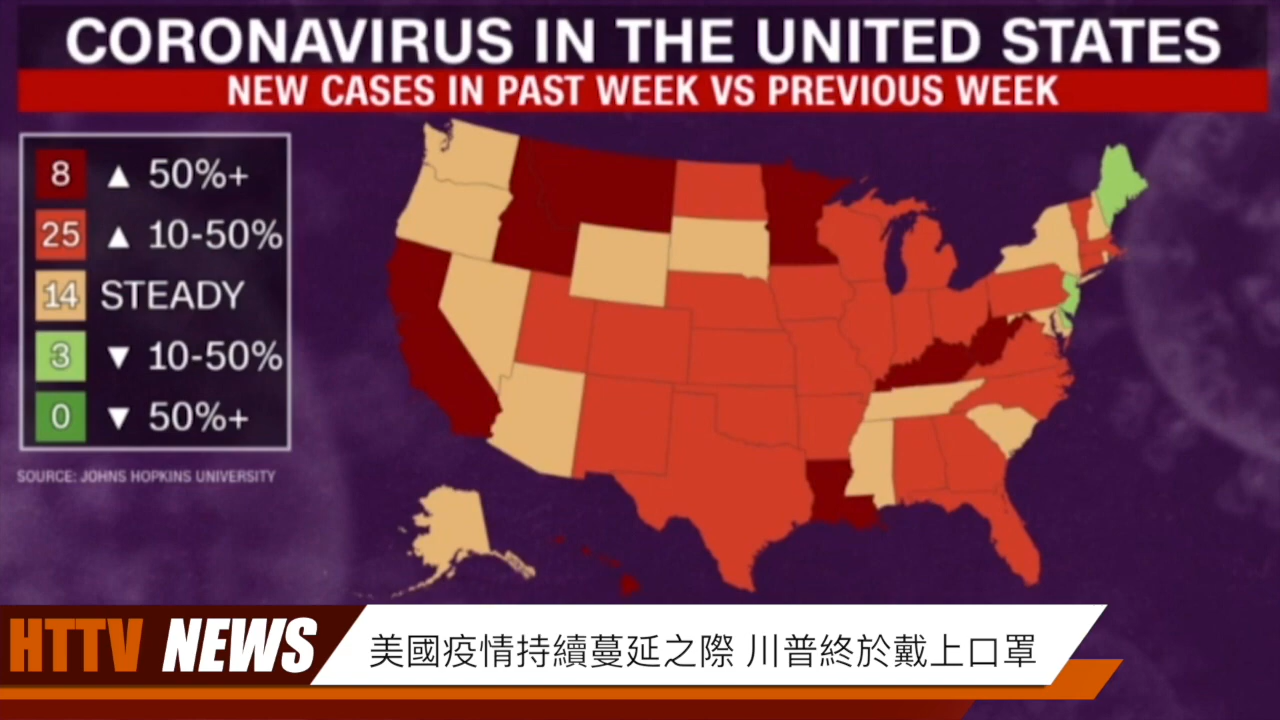 CORONAVIRUS IN THE UNITED STATES
NEW CASES IN PAST WEEK VS PREVIOUS WEEK
8 ▲ 50%+
25 ▲ 10-50%
14 STEADY
3 ▼ 10-50%
0 ▼ 50%+
SOURCE: JOHNS HOPKINS UNIVERSITY
HTTV NEWS
美國疫情持續蔓延之際 川普終於戴上口罩